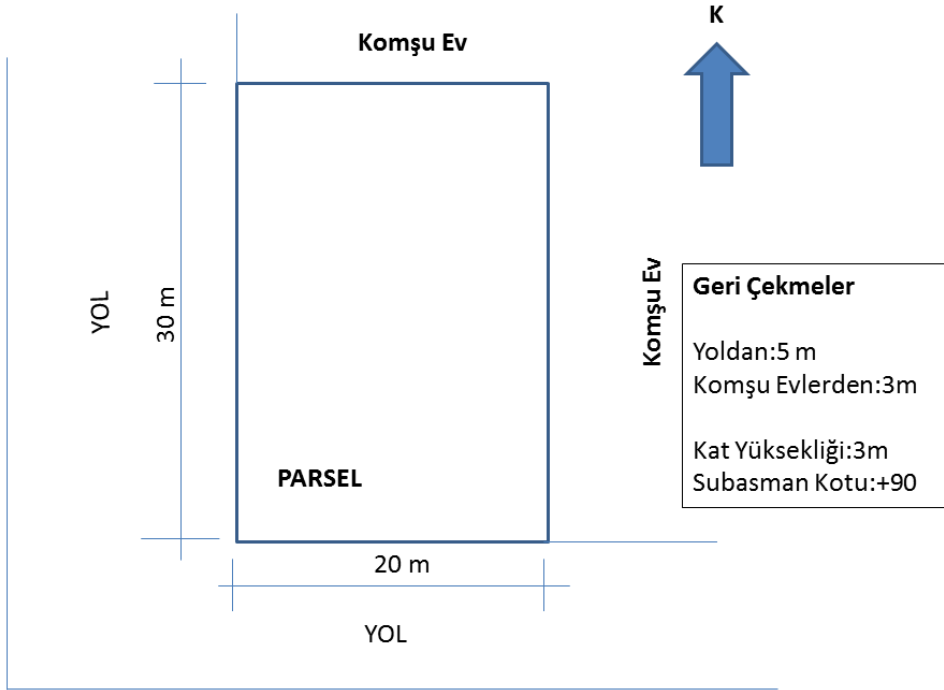 K
Komşu Ev
YOL
30 m
Komşu Ev
Geri Çekmeler
Yoldan:5 m
Komşu Evlerden:3m
Kat Yüksekliği:3m
Subasman Kotu:+90
PARSEL
20 m
YOL